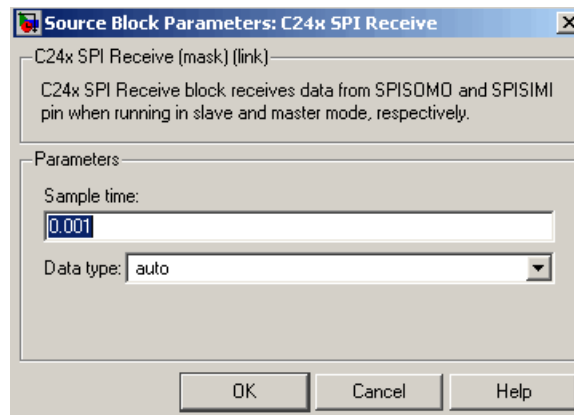 Source Block Parameters: C24x SPI Receive
C24x SPI Receive (mask) (link)
C24x SPI Receive block receives data from SPISOMO and SPISIMI
pin when running in slave and master mode, respectively.
Parameters
Sample time:
0.001
Data type: auto
OK Cancel Help